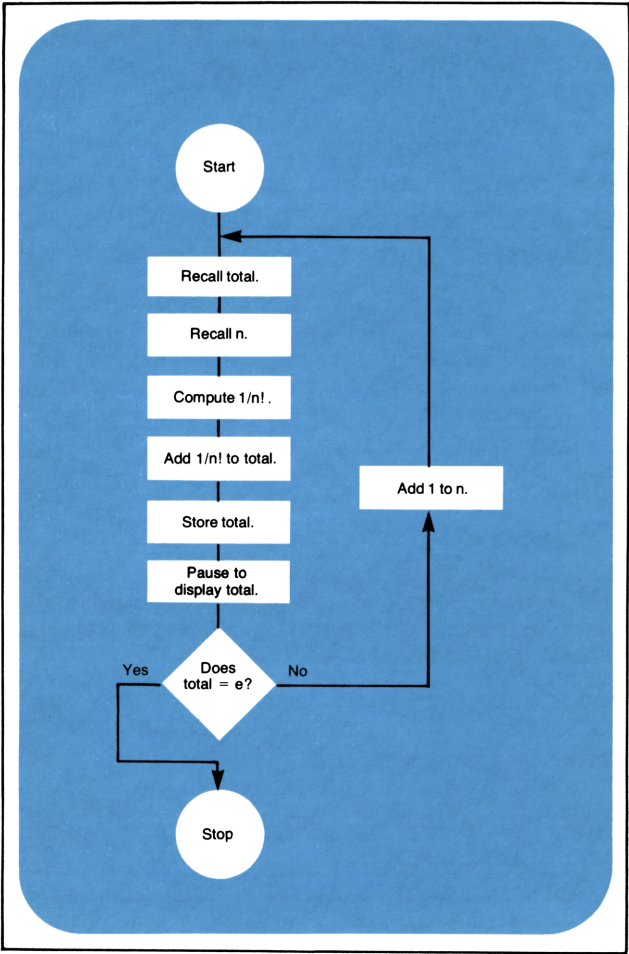 Start
Recall total.
Recall n.
Compute 1/n! .
Add 1/n! to total.
Store total.
Pause to
display total.
Does
total = e?
Yes
No
Add 1 to n.
Stop